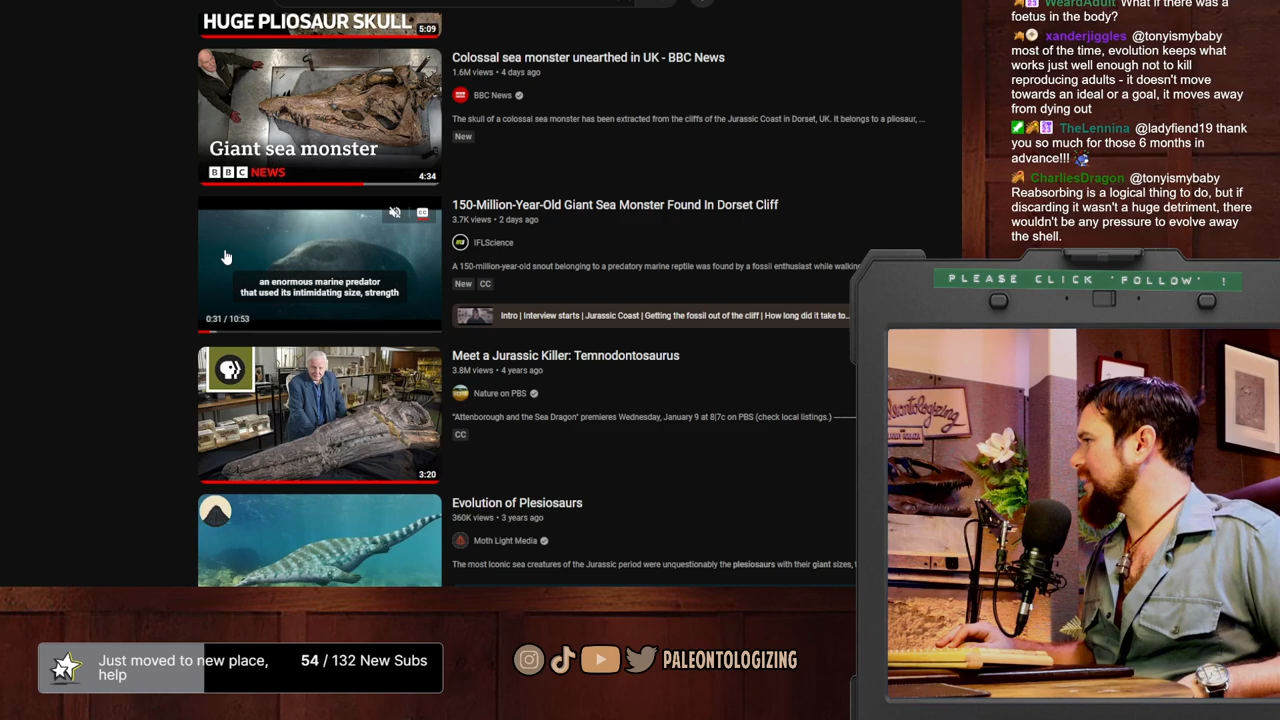 HUGE PLIOSAUR SKULL
5:09
Colossal sea monster unearthed in UK - BBC News
1.6M views • 4 days ago
BBC News
The skull of a colossal sea monster has been extracted from the cliffs of the Jurassic Coast in Dorset, UK. It belongs to a pliosaur, ...
New
Giant sea monster
BBC NEWS
4:34
150-Million-Year-Old Giant Sea Monster Found In Dorset Cliff
3.7K views • 2 days ago
IFLScience
A 150-million-year-old snout belonging to a predatory marine reptile was found by a fossil enthusiast while walking
New CC
Intro | Interview starts | Jurassic Coast | Getting the fossil out of the cliff | How long did it take to...
CC
an enormous marine predator
that used its intimidating size, strength
0:31 / 10:53
Meet a Jurassic Killer: Temnodontosaurus
3.8M views • 4 years ago
Nature on PBS
"Attenborough and the Sea Dragon" premieres Wednesday, January 9 at 8|7c on PBS (check local listings.)
CC
3:20
Evolution of Plesiosaurs
360K views • 3 years ago
Moth Light Media
The most Iconic sea creatures of the Jurassic period were unquestionably the plesiosaurs with their giant sizes,
WeardAdult What if there was a
foetus in the body?
xanderjiggles @tonyismybaby
most of the time, evolution keeps what
works just well enough not to kill
reproducing adults - it doesn't move
towards an ideal or a goal, it moves away
from dying out
TheLennina @ladyfiend19 thank
you so much for those 6 months in
advance!!!
CharliesDragon @tonyismybaby
Reabsorbing is a logical thing to do, but if
discarding it wasn't a huge detriment, there
wouldn't be any pressure to evolve away
the shell.
PLEASE CLICK 'FOLLOW' !
Just moved to new place,
help
54 / 132 New Subs
PALEONTOLOGIZING